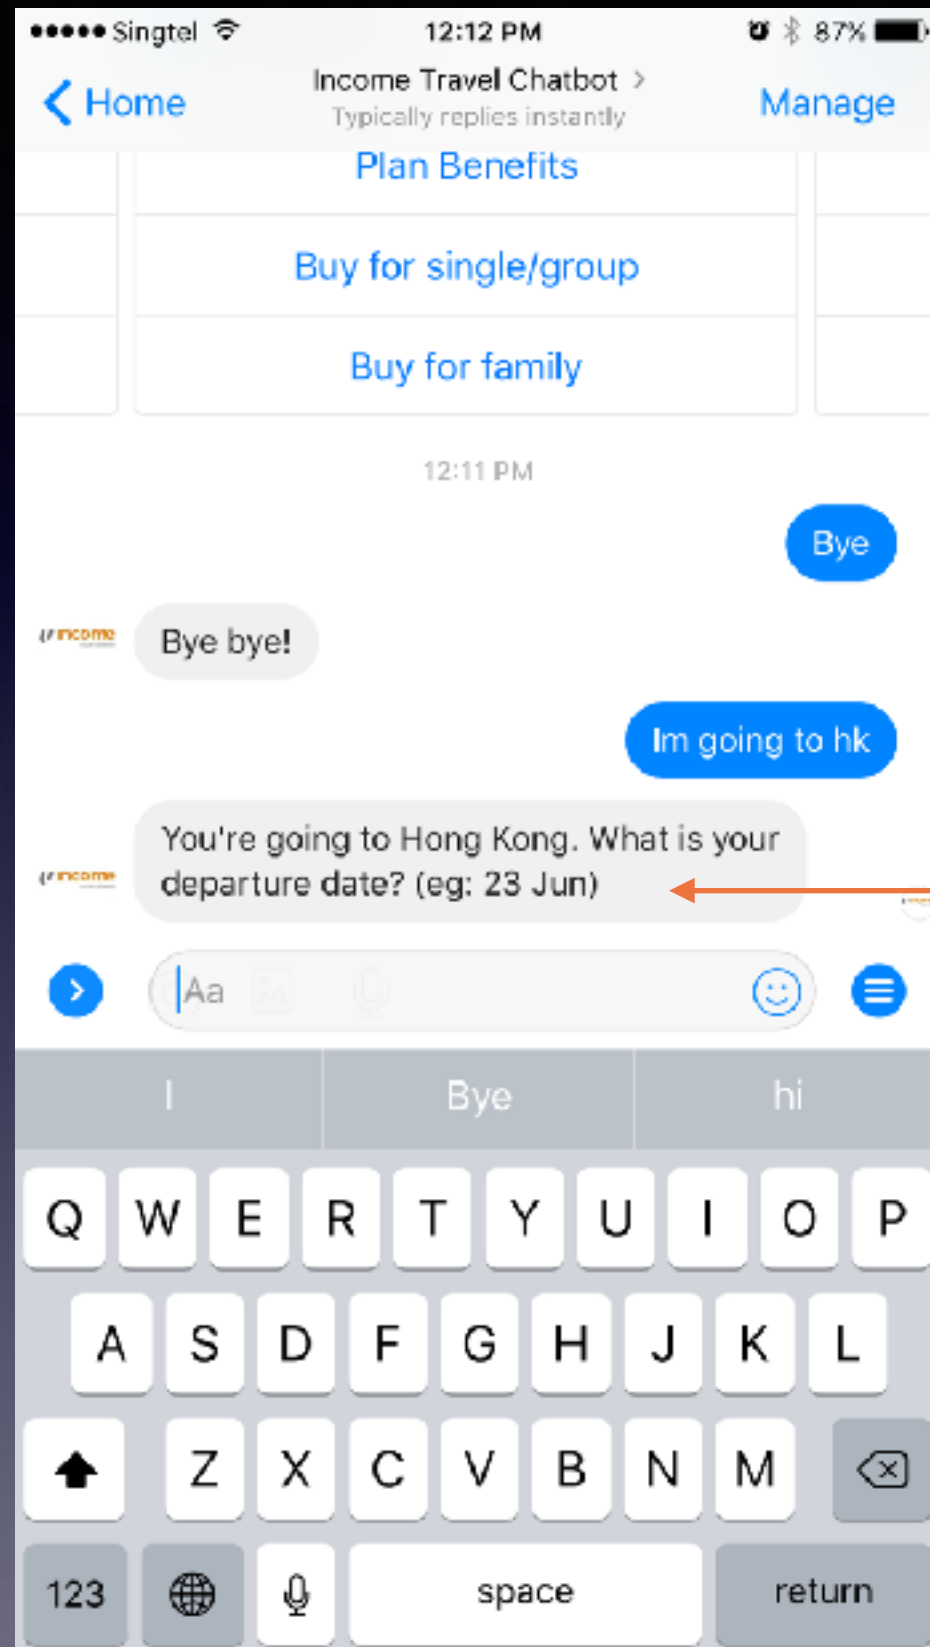 Singtel 12:12 PM 87%
Home Income Travel Chatbot > Manage
Typically replies instantly
Plan Benefits
Buy for single/group
Buy for family
12:11 PM
Bye
income Bye bye!
Im going to hk
You're going to Hong Kong. What is your
income departure date? (eg: 23 Jun)
Aa
I Bye hi
Q W E R T Y U I O P
A S D F G H J K L
Z X C V B N M
123 space return